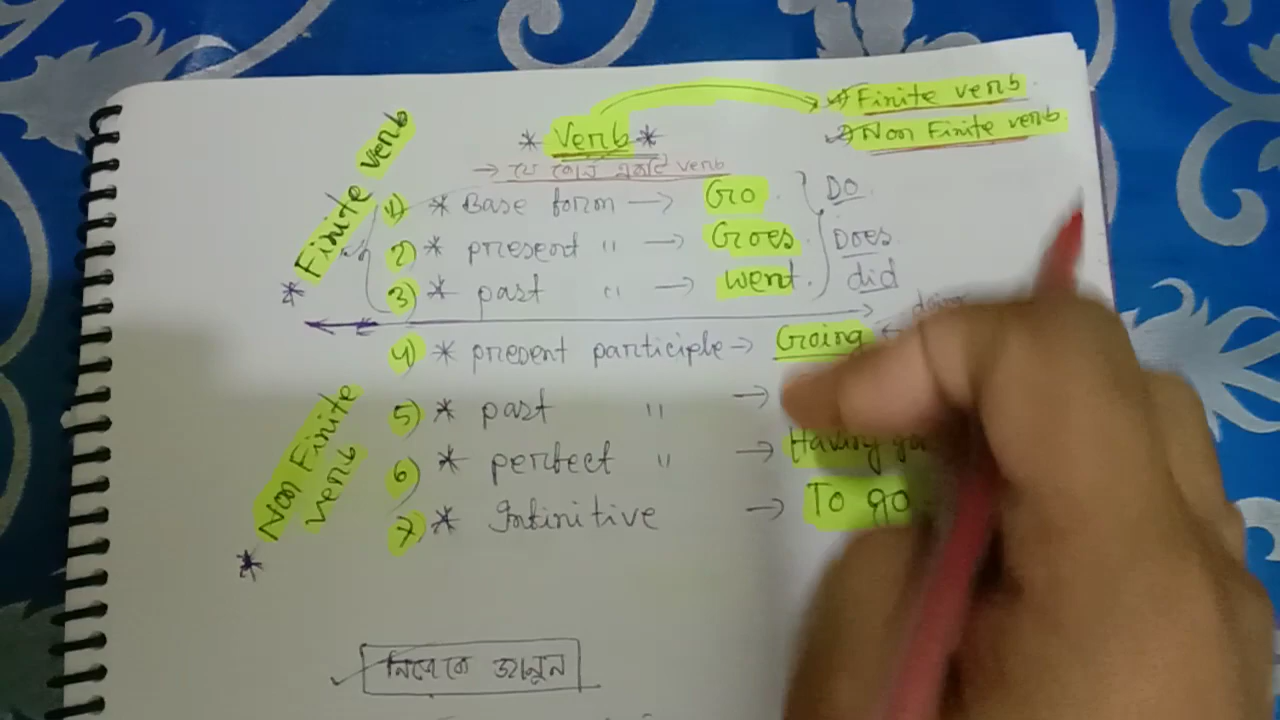 * Verb *
1) Finite verb.
2) Non Finite verb.
→ যে কোন একটি verb
* Finite verb
1) * Base form → Go. Do.
2) * present " → Goes. Does.
3) * past " → went. did
4) * present participle → Going
5) * past " →
6) * perfect " → Having
7) * Infinitive → To go
* Non Finite verb
নিজেকে জানুন